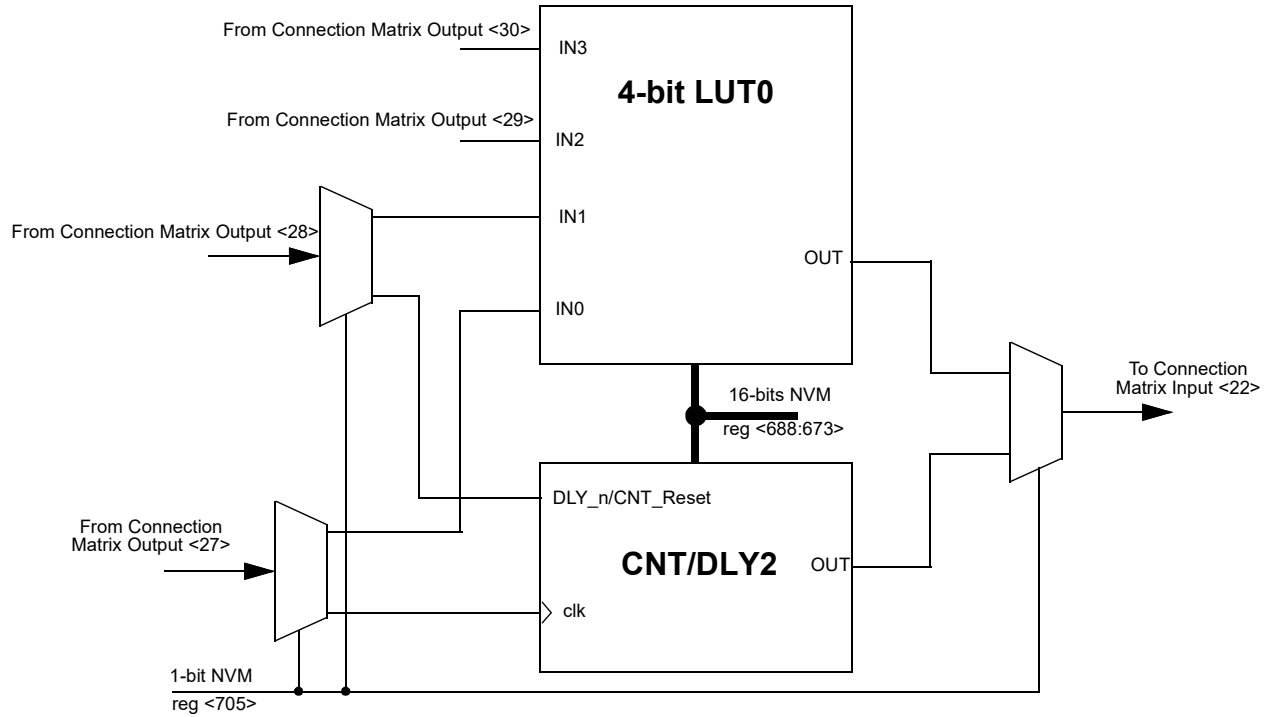 From Connection Matrix Output <30>
IN3
4-bit LUT0
From Connection Matrix Output <29>
IN2
IN1
From Connection Matrix Output <28>
OUT
IN0
To Connection
Matrix Input <22>
16-bits NVM
reg <688:673>
DLY_n/CNT_Reset
From Connection
Matrix Output <27>
CNT/DLY2
OUT
clk
1-bit NVM
reg <705>